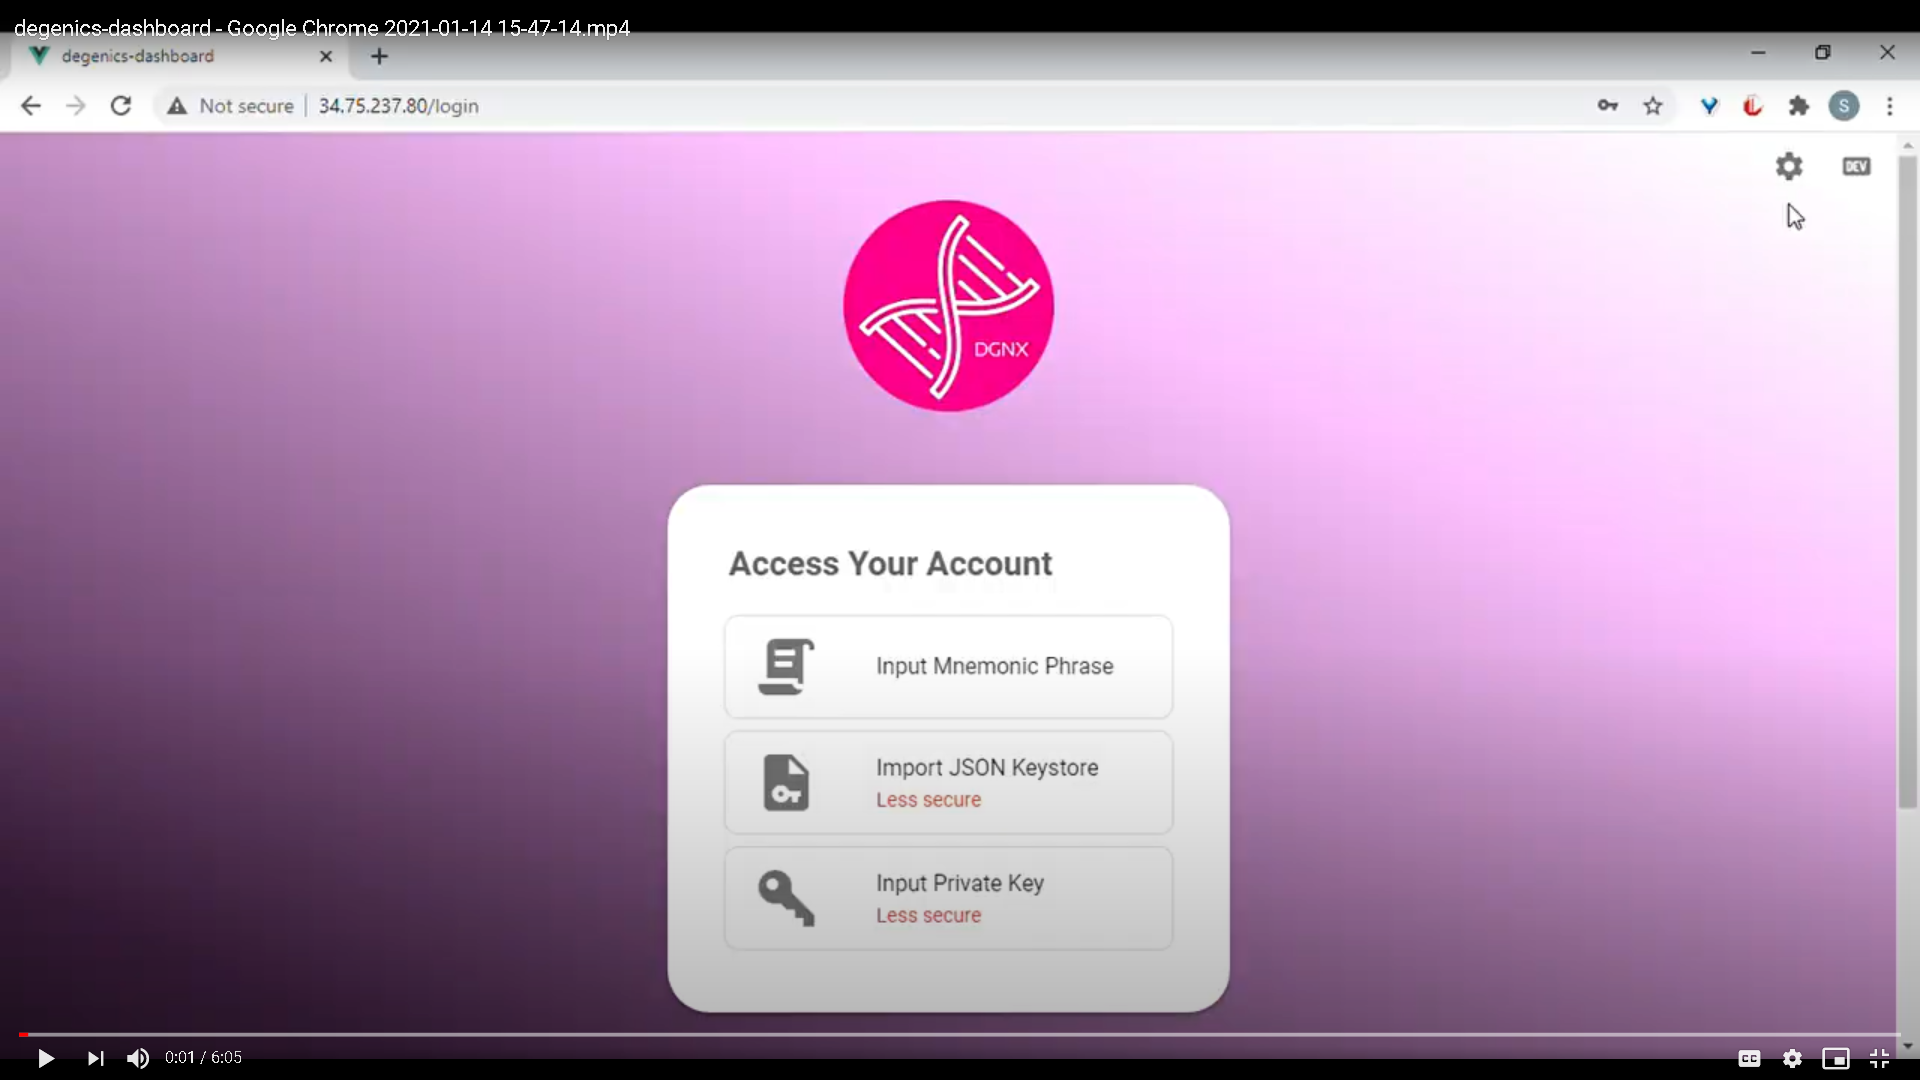 degenics-dashboard - Google Chrome 2021-01-14 15-47-14.mp4
degenics-dashboard
Not secure 34.75.237.80/login
S
DEV
DGNX
Access Your Account
Input Mnemonic Phrase
Import JSON Keystore
Less secure
Input Private Key
Less secure
0:01 / 6:05
CC